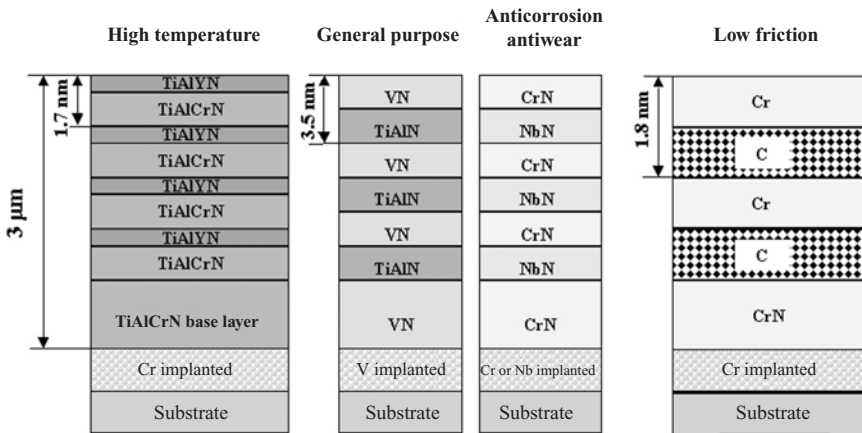 High temperature
General purpose
Anticorrosion
antiwear
Low friction
3 μm
1.7 nm
TiAlYN
TiAlCrN
TiAlYN
TiAlCrN
TiAlYN
TiAlCrN
TiAlYN
TiAlCrN
TiAlCrN base layer
Cr implanted
Substrate
3.5 nm
VN
TiAlN
VN
TiAlN
VN
TiAlN
VN
V implanted
Substrate
CrN
NbN
CrN
NbN
CrN
NbN
CrN
Cr or Nb implanted
Substrate
1.8 nm
Cr
C
Cr
C
CrN
Cr implanted
Substrate